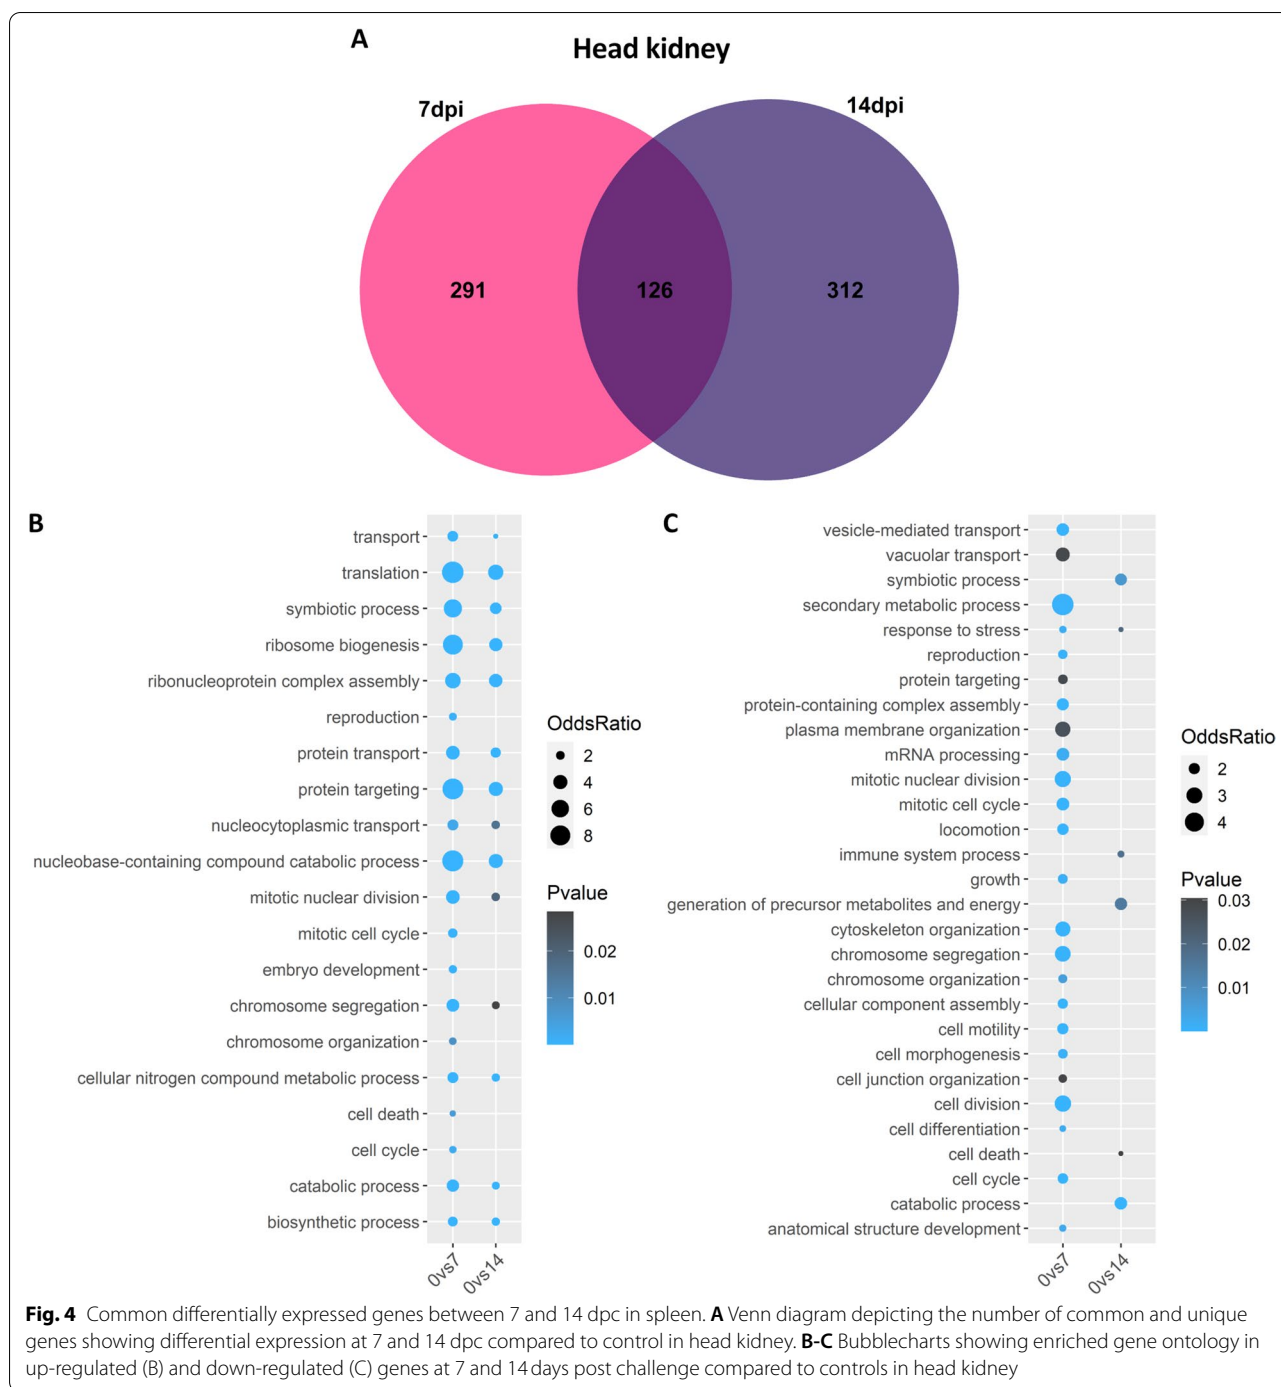 A
Head kidney
7dpi
14dpi
291
126
312
B
transport
translation
symbiotic process
ribosome biogenesis
ribonucleoprotein complex assembly
reproduction
protein transport
protein targeting
nucleocytoplasmic transport
nucleobase-containing compound catabolic process
mitotic nuclear division
mitotic cell cycle
embryo development
chromosome segregation
chromosome organization
cellular nitrogen compound metabolic process
cell death
cell cycle
catabolic process
biosynthetic process
0vs7
0vs14
OddsRatio
2
4
6
8
Pvalue
0.02
0.01
C
vesicle-mediated transport
vacuolar transport
symbiotic process
secondary metabolic process
response to stress
reproduction
protein targeting
protein-containing complex assembly
plasma membrane organization
mRNA processing
mitotic nuclear division
mitotic cell cycle
locomotion
immune system process
growth
generation of precursor metabolites and energy
cytoskeleton organization
chromosome segregation
chromosome organization
cellular component assembly
cell motility
cell morphogenesis
cell junction organization
cell division
cell differentiation
cell death
cell cycle
catabolic process
anatomical structure development
0vs7
0vs14
OddsRatio
2
3
4
Pvalue
0.03
0.02
0.01
Fig. 4 Common differentially expressed genes between 7 and 14 dpc in spleen. A Venn diagram depicting the number of common and unique
genes showing differential expression at 7 and 14 dpc compared to control in head kidney. B-C Bubblecharts showing enriched gene ontology in
up-regulated (B) and down-regulated (C) genes at 7 and 14 days post challenge compared to controls in head kidney